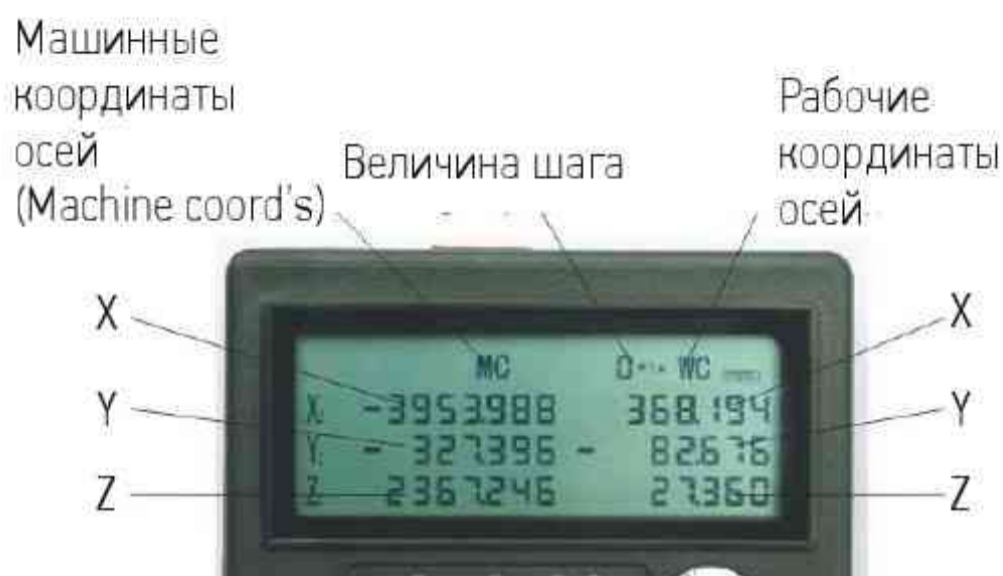 Машинные
координаты
осей
(Machine coord's)
Величина шага
Рабочие
координаты
осей
X
Y
Z
MC
WC
X: -3953.988 368.194
Y: - 327.396 - 82.676
Z: 2367.246 27.360
X
Y
Z